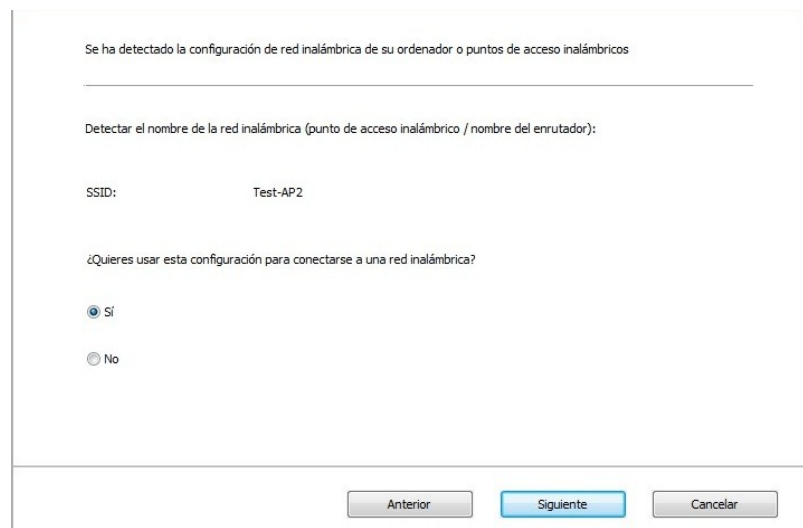 Se ha detectado la configuración de red inalámbrica de su ordenador o puntos de acceso inalámbricos
Detectar el nombre de la red inalámbrica (punto de acceso inalámbrico / nombre del enrutador):
SSID: Test-AP2
¿Quieres usar esta configuración para conectarse a una red inalámbrica?
Sí
No
Anterior Siguiente Cancelar